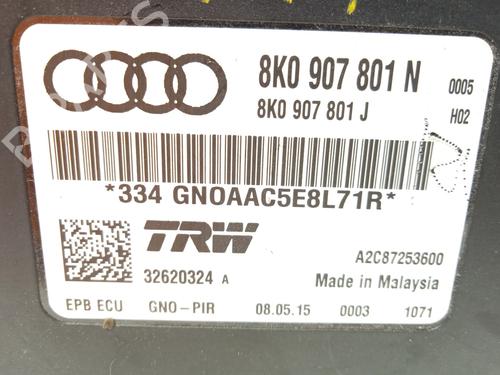 8K0 907 801 N 0005
8K0 907 801 J H02
*334 GNOAAC5E8L71R*
TRW
A2C87253600
32620324 A Made in Malaysia
EPB ECU GNO-PIR 08.05.15 0003 1071